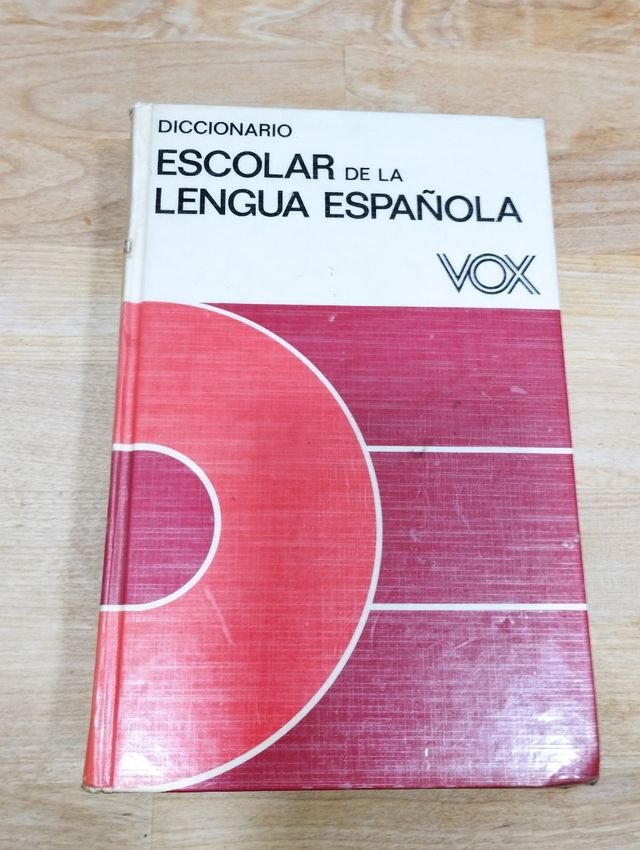 DICCIONARIO
ESCOLAR DE LA
LENGUA ESPAÑOLA
VOX